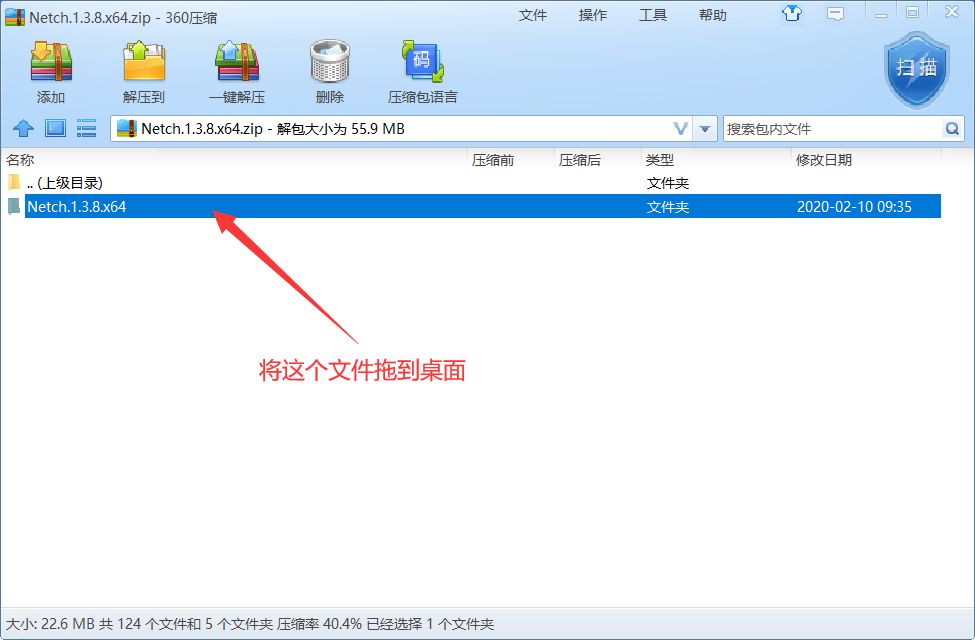 Netch.1.3.8.x64.zip - 360压缩
文件 操作 工具 帮助
添加 解压到 一键解压 删除 码 压缩包语言 扫描
Netch.1.3.8.x64.zip - 解包大小为 55.9 MB
搜索包内文件
名称 压缩前 压缩后 类型 修改日期
.. (上级目录) 文件夹
Netch.1.3.8.x64 文件夹 2020-02-10 09:35
将这个文件拖到桌面
大小: 22.6 MB 共 124 个文件和 5 个文件夹 压缩率 40.4% 已经选择 1 个文件夹